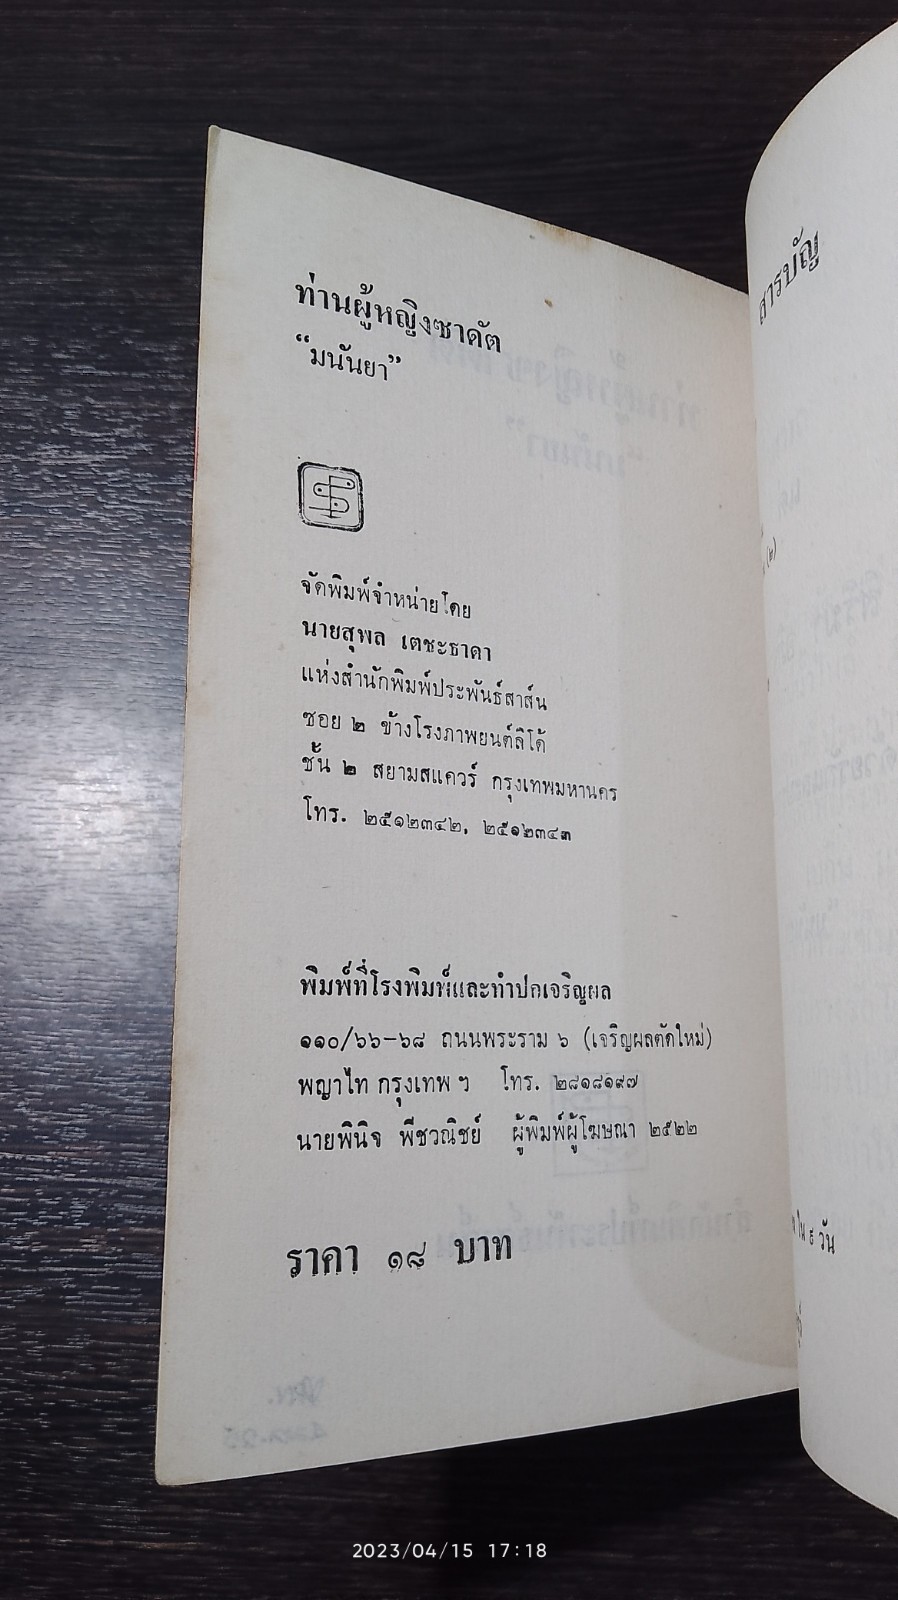 ท่านผู้หญิงซาดัต
“มนันยา”
จัดพิมพ์จำหน่ายโดย
นายสุพล เตชะธาดา
แห่งสำนักพิมพ์ประพันธ์สาส์น
ซอย ๒ ข้างโรงภาพยนต์ลิโด้
ชั้น ๒ สยามสแควร์ กรุงเทพมหานคร
โทร. ๒๕๑๒๓๔๒, ๒๕๑๒๓๔๓
พิมพ์ที่โรงพิมพ์และทำปกเจริญผล
๑๑๐/๖๖-๖๘ ถนนพระราม ๖ (เจริญผลตัดใหม่)
พญาไท กรุงเทพ ฯ โทร. ๒๘๑๘๑๙๗
นายพินิจ พีชวณิชย์ ผู้พิมพ์ผู้โฆษณา ๒๕๒๒
ราคา ๑๘ บาท
สารบัญ
(๒)
ใน ๕ วัน
2023/04/15 17:18